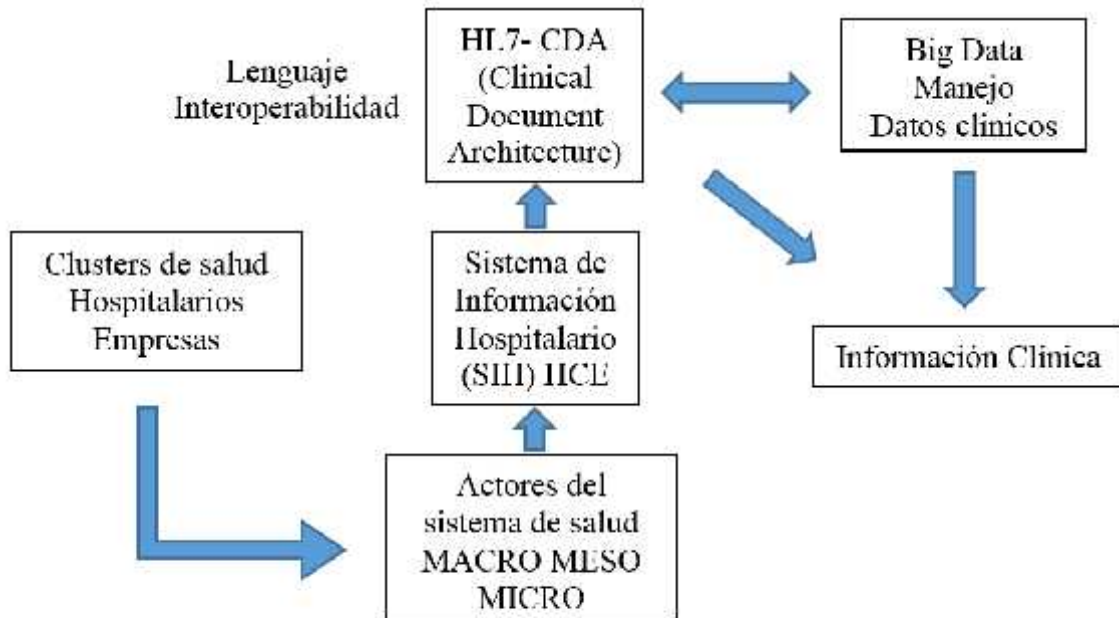 Lenguaje
Interoperabilidad
HL7- CDA
(Clinical
Document
Architecture)
Big Data
Manejo
Datos clinicos
Clusters de salud
Hospitalarios
Empresas
Sistema de
Información
Hospitalario
(SIH) HCE
Información Clinica
Actores del
sistema de salud
MACRO MESO
MICRO